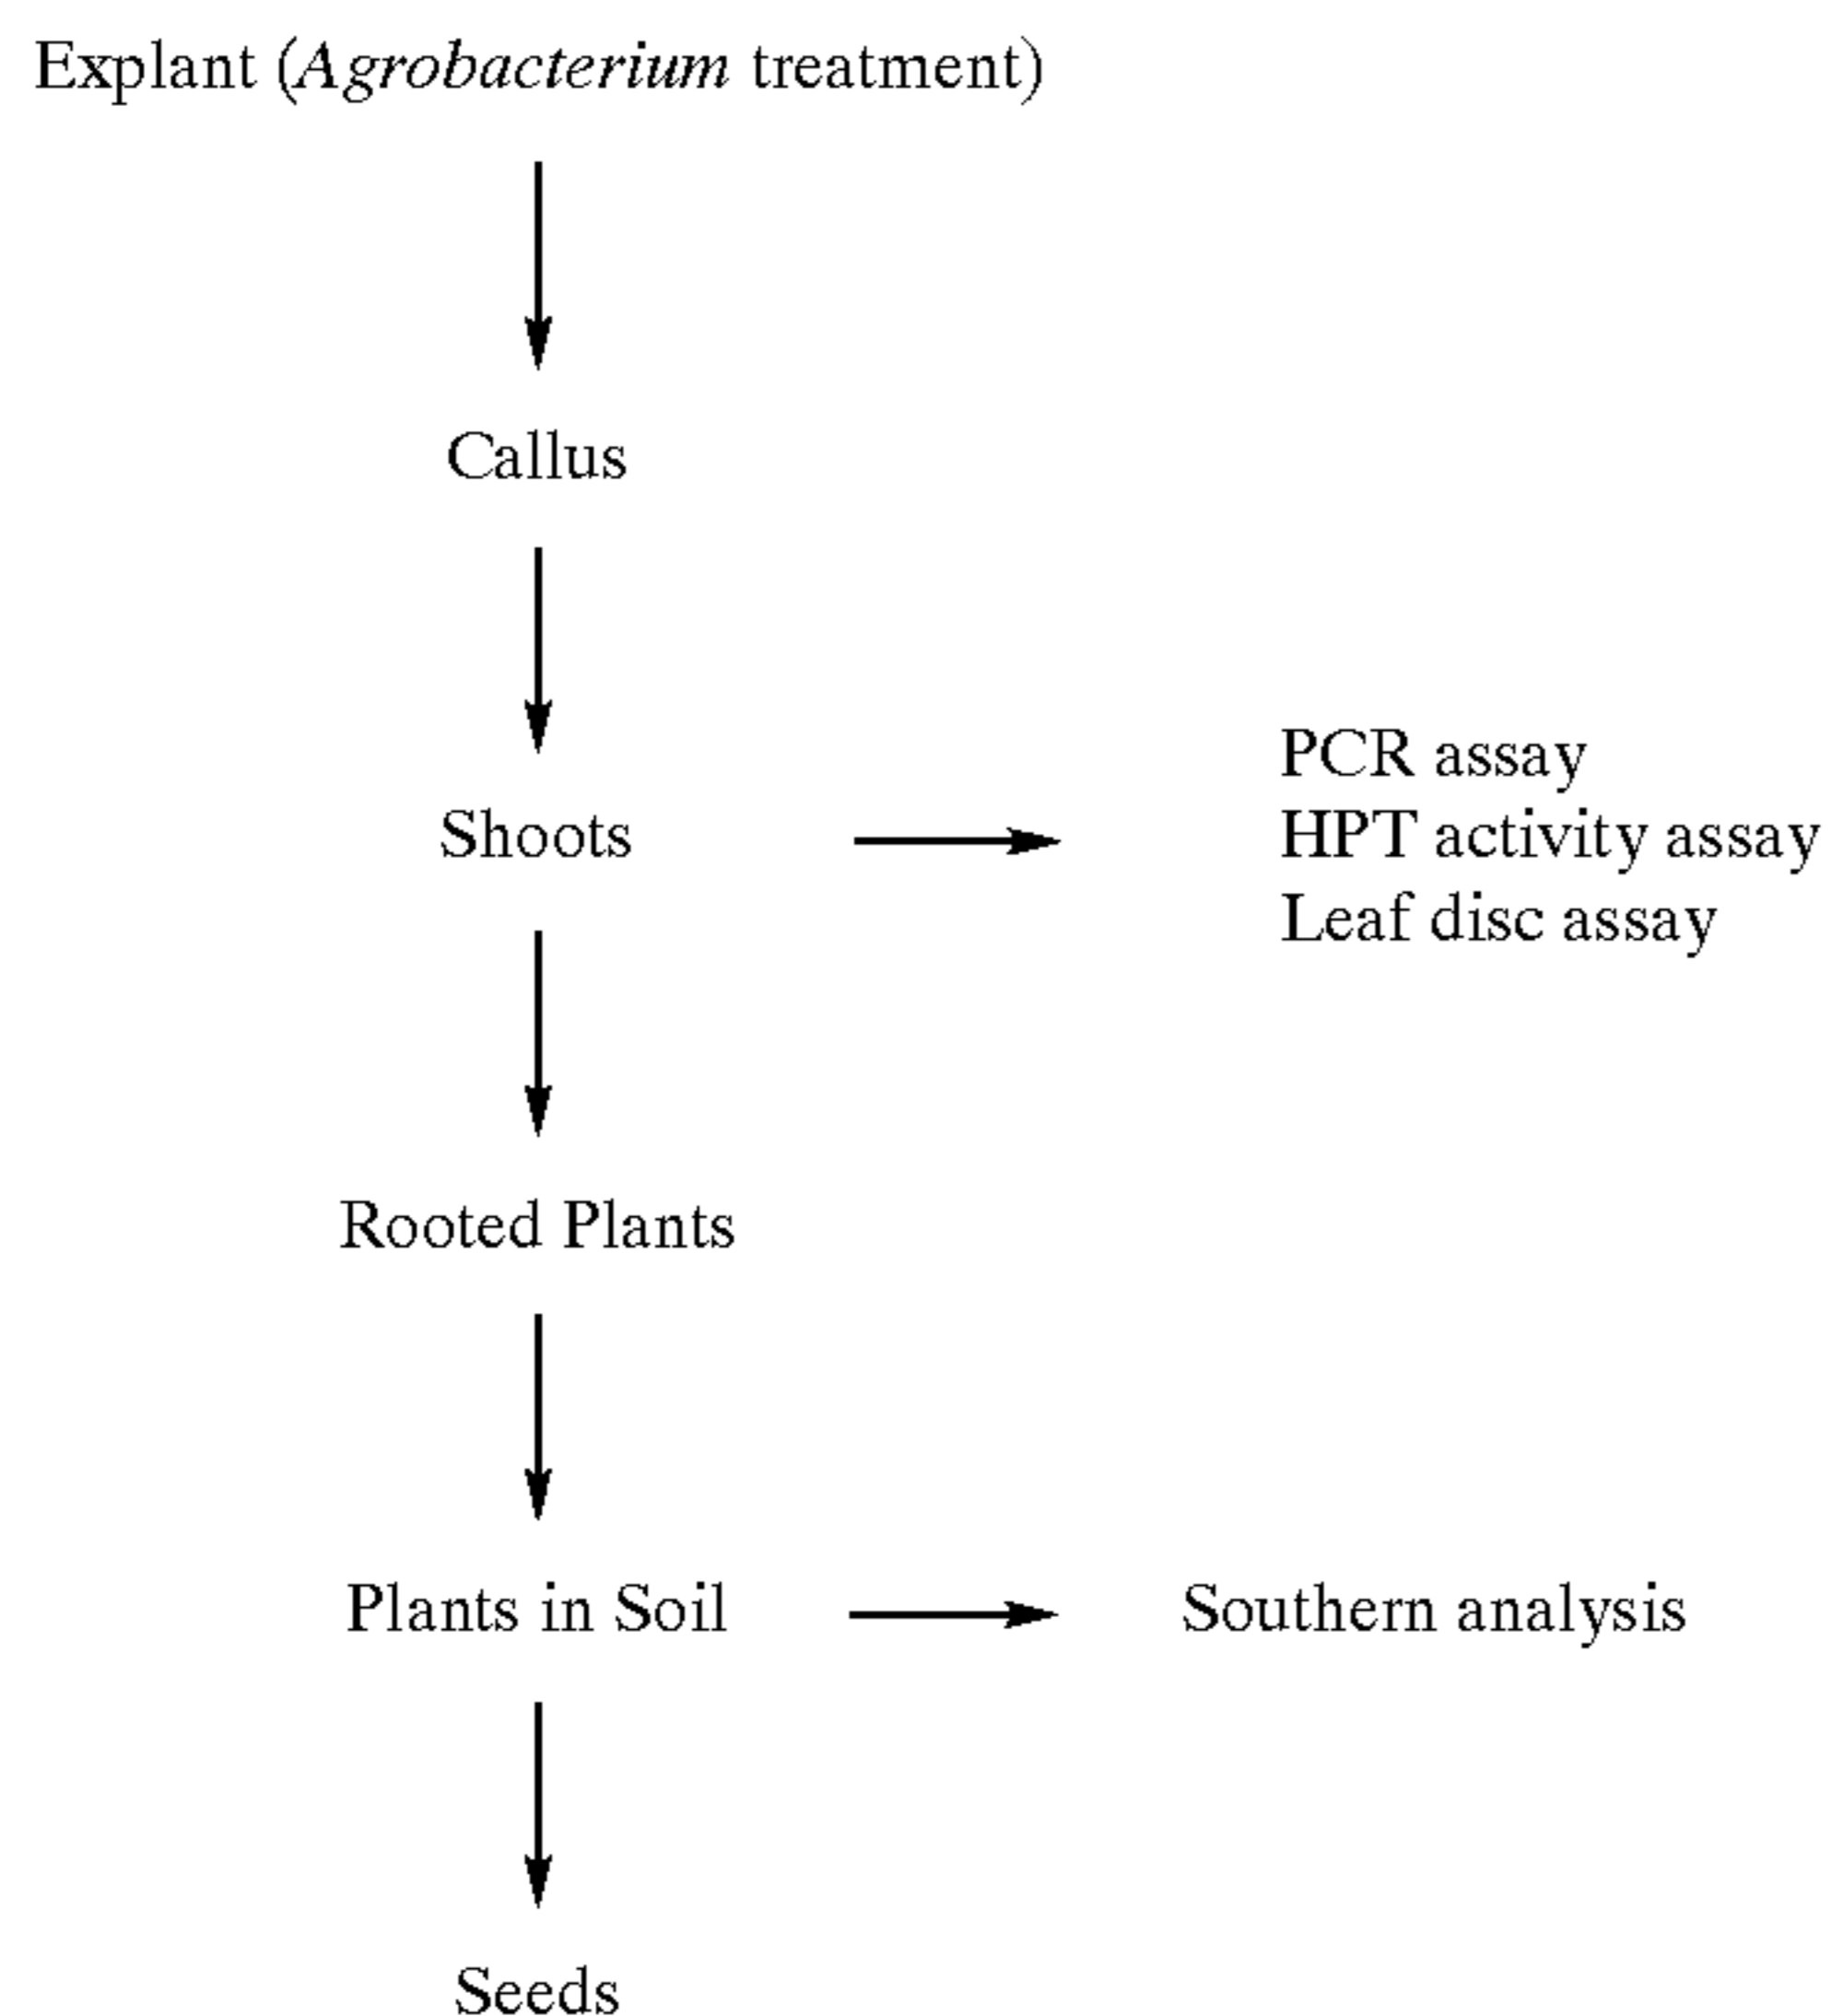 Explant (Agrobacterium treatment)
Callus
Shoots
PCR assay
HPT activity assay
Leaf disc assay
Rooted Plants
Plants in Soil
Southern analysis
Seeds